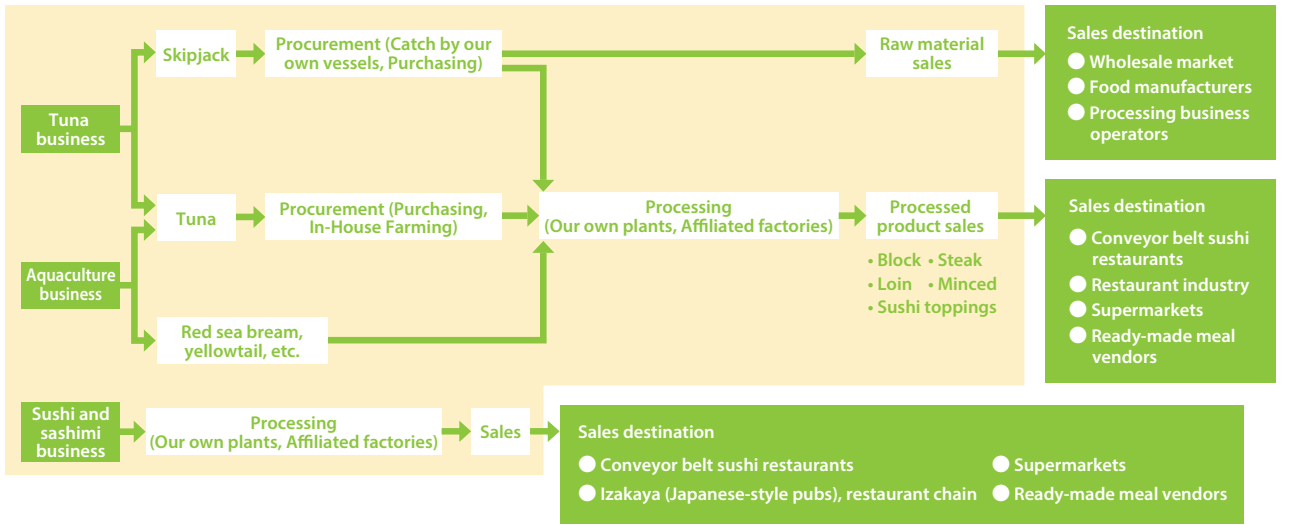 Tuna
business
Skipjack
Procurement (Catch by our
own vessels, Purchasing)
Raw material
sales
Sales destination
Wholesale market
Food manufacturers
Processing business
operators
Aquaculture
business
Tuna
Procurement (Purchasing,
In-House Farming)
Processing
(Our own plants, Affiliated factories)
Processed
product sales
• Block • Steak
• Loin • Minced
• Sushi toppings
Sales destination
Conveyor belt sushi
restaurants
Restaurant industry
Supermarkets
Ready-made meal
vendors
Red sea bream,
yellowtail, etc.
Sushi and
sashimi
business
Processing
(Our own plants, Affiliated factories)
Sales
Sales destination
Conveyor belt sushi restaurants
Izakaya (Japanese-style pubs), restaurant chain
Supermarkets
Ready-made meal vendors